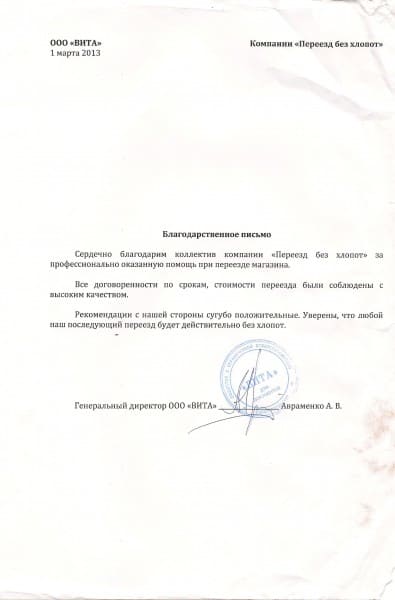 ООО «ВИТА» Компании «Переезд без хлопот»
1 марта 2013
Благодарственное письмо
Сердечно благодарим коллектив компании «Переезд без хлопот» за
профессионально оказанную помощь при переезде магазина.
Все договоренности по срокам, стоимости переезда были соблюдены с
высоким качеством.
Рекомендации с нашей стороны сугубо положительные. Уверены, что любой
наш последующий переезд будет действительно без хлопот.
«ВИТА»
Генеральный директор ООО «ВИТА» Авраменко А. В.